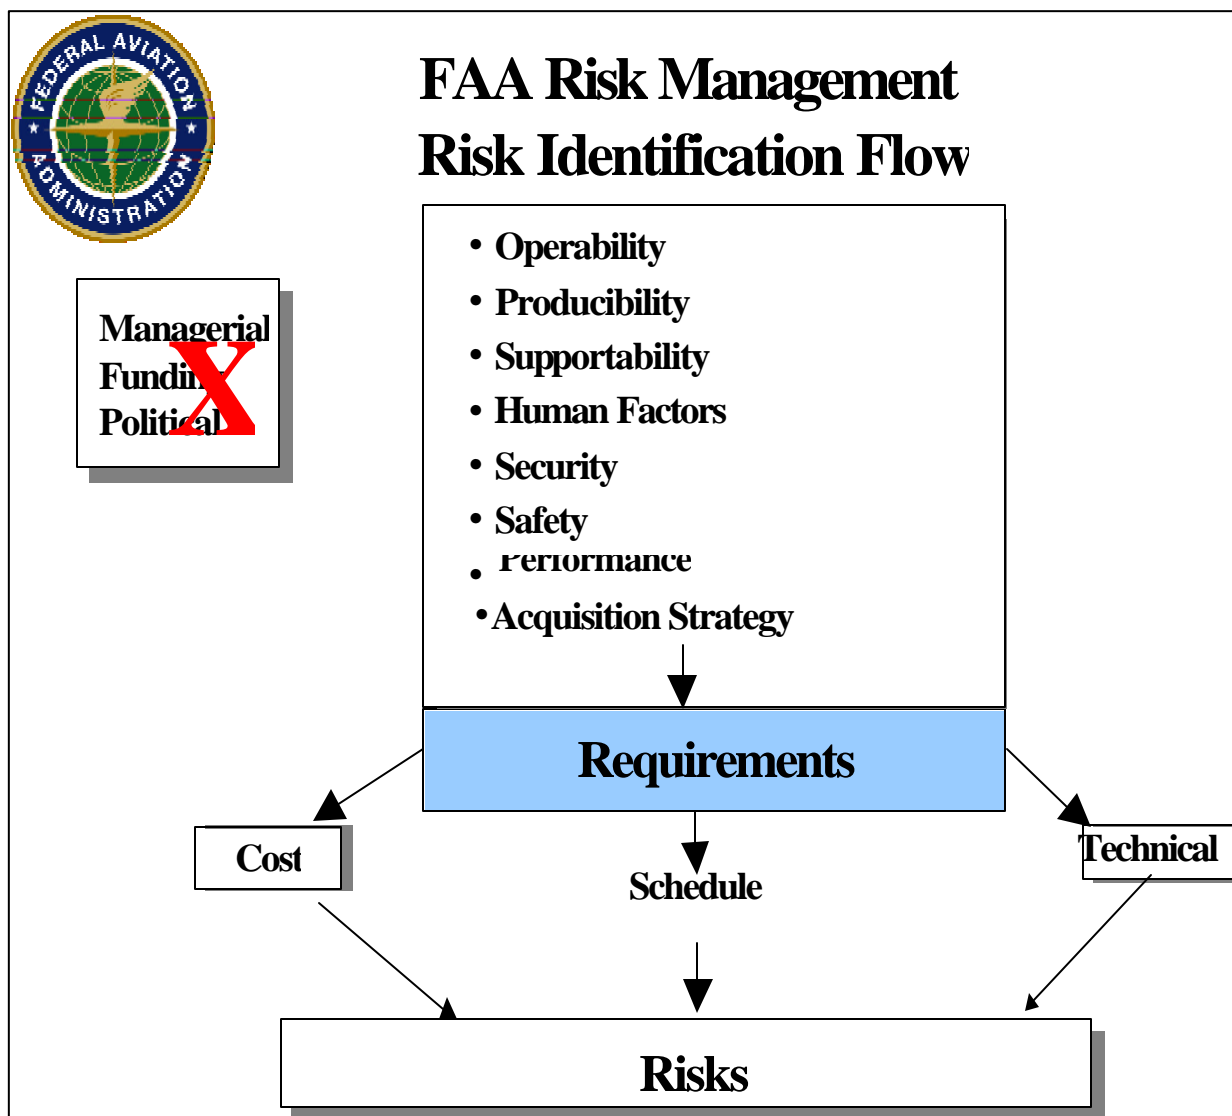 FEDERAL AVIATION
ADMINISTRATION
FAA Risk Management
Risk Identification Flow
Managerial
Funding
Political
X
• Operability
• Producibility
• Supportability
• Human Factors
• Security
• Safety
• Performance
• Acquisition Strategy
Requirements
Cost
Schedule
Technical
Risks